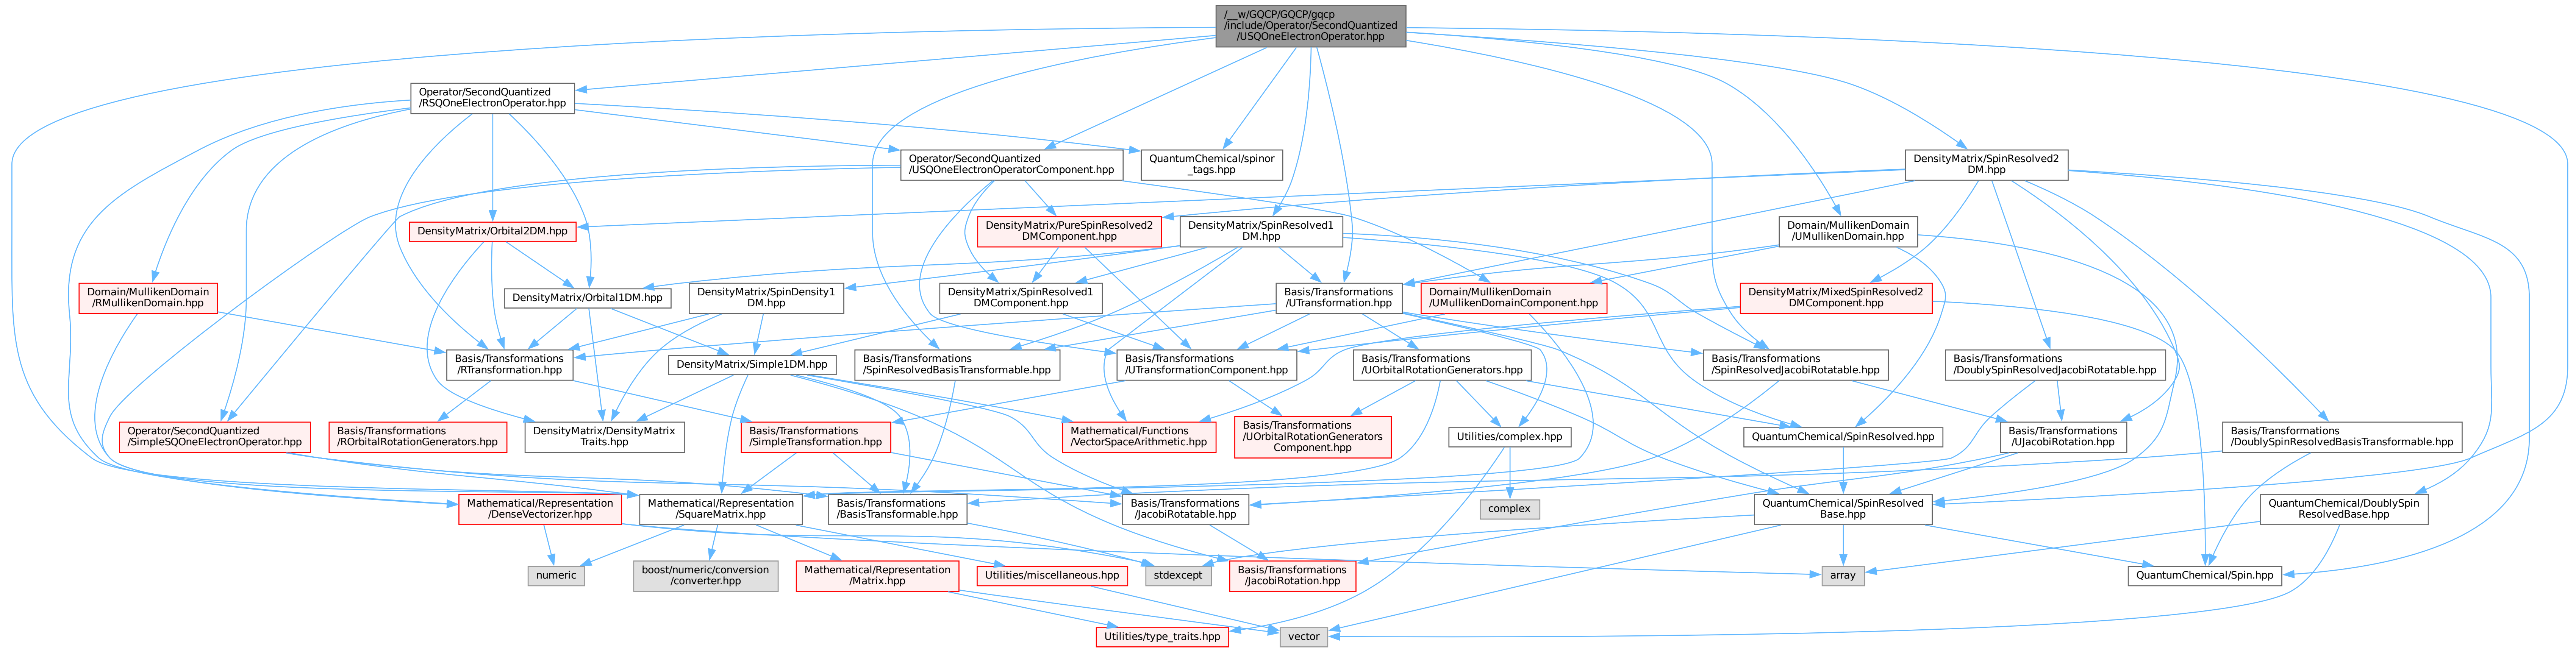 /__w/GQCP/GQCP/gqcp
/include/Operator/SecondQuantized
/USQOneElectronOperator.hpp
Operator/SecondQuantized
/RSQOneElectronOperator.hpp
Operator/SecondQuantized
/USQOneElectronOperatorComponent.hpp
QuantumChemical/spinor
_tags.hpp
DensityMatrix/SpinResolved2
DM.hpp
DensityMatrix/Orbital2DM.hpp
DensityMatrix/PureSpinResolved2
DMComponent.hpp
DensityMatrix/SpinResolved1
DM.hpp
Domain/MullikenDomain
/UMullikenDomain.hpp
Domain/MullikenDomain
/RMullikenDomain.hpp
DensityMatrix/Orbital1DM.hpp
DensityMatrix/SpinDensity1
DM.hpp
DensityMatrix/SpinResolved1
DMComponent.hpp
Basis/Transformations
/UTransformation.hpp
Domain/MullikenDomain
/UMullikenDomainComponent.hpp
DensityMatrix/MixedSpinResolved2
DMComponent.hpp
Basis/Transformations
/RTransformation.hpp
DensityMatrix/Simple1DM.hpp
Basis/Transformations
/SpinResolvedBasisTransformable.hpp
Basis/Transformations
/UTransformationComponent.hpp
Basis/Transformations
/UOrbitalRotationGenerators.hpp
Basis/Transformations
/SpinResolvedJacobiRotatable.hpp
Basis/Transformations
/DoublySpinResolvedJacobiRotatable.hpp
Operator/SecondQuantized
/SimpleSQOneElectronOperator.hpp
Basis/Transformations
/ROrbitalRotationGenerators.hpp
DensityMatrix/DensityMatrix
Traits.hpp
Basis/Transformations
/SimpleTransformation.hpp
Mathematical/Functions
/VectorSpaceArithmetic.hpp
Basis/Transformations
/UOrbitalRotationGenerators
Component.hpp
Utilities/complex.hpp
QuantumChemical/SpinResolved.hpp
Basis/Transformations
/UJacobiRotation.hpp
Basis/Transformations
/DoublySpinResolvedBasisTransformable.hpp
Mathematical/Representation
/DenseVectorizer.hpp
Mathematical/Representation
/SquareMatrix.hpp
Basis/Transformations
/BasisTransformable.hpp
Basis/Transformations
/JacobiRotatable.hpp
complex
QuantumChemical/SpinResolved
Base.hpp
QuantumChemical/DoublySpin
ResolvedBase.hpp
numeric
boost/numeric/conversion
/converter.hpp
Mathematical/Representation
/Matrix.hpp
Utilities/miscellaneous.hpp
stdexcept
Basis/Transformations
/JacobiRotation.hpp
array
QuantumChemical/Spin.hpp
Utilities/type_traits.hpp
vector